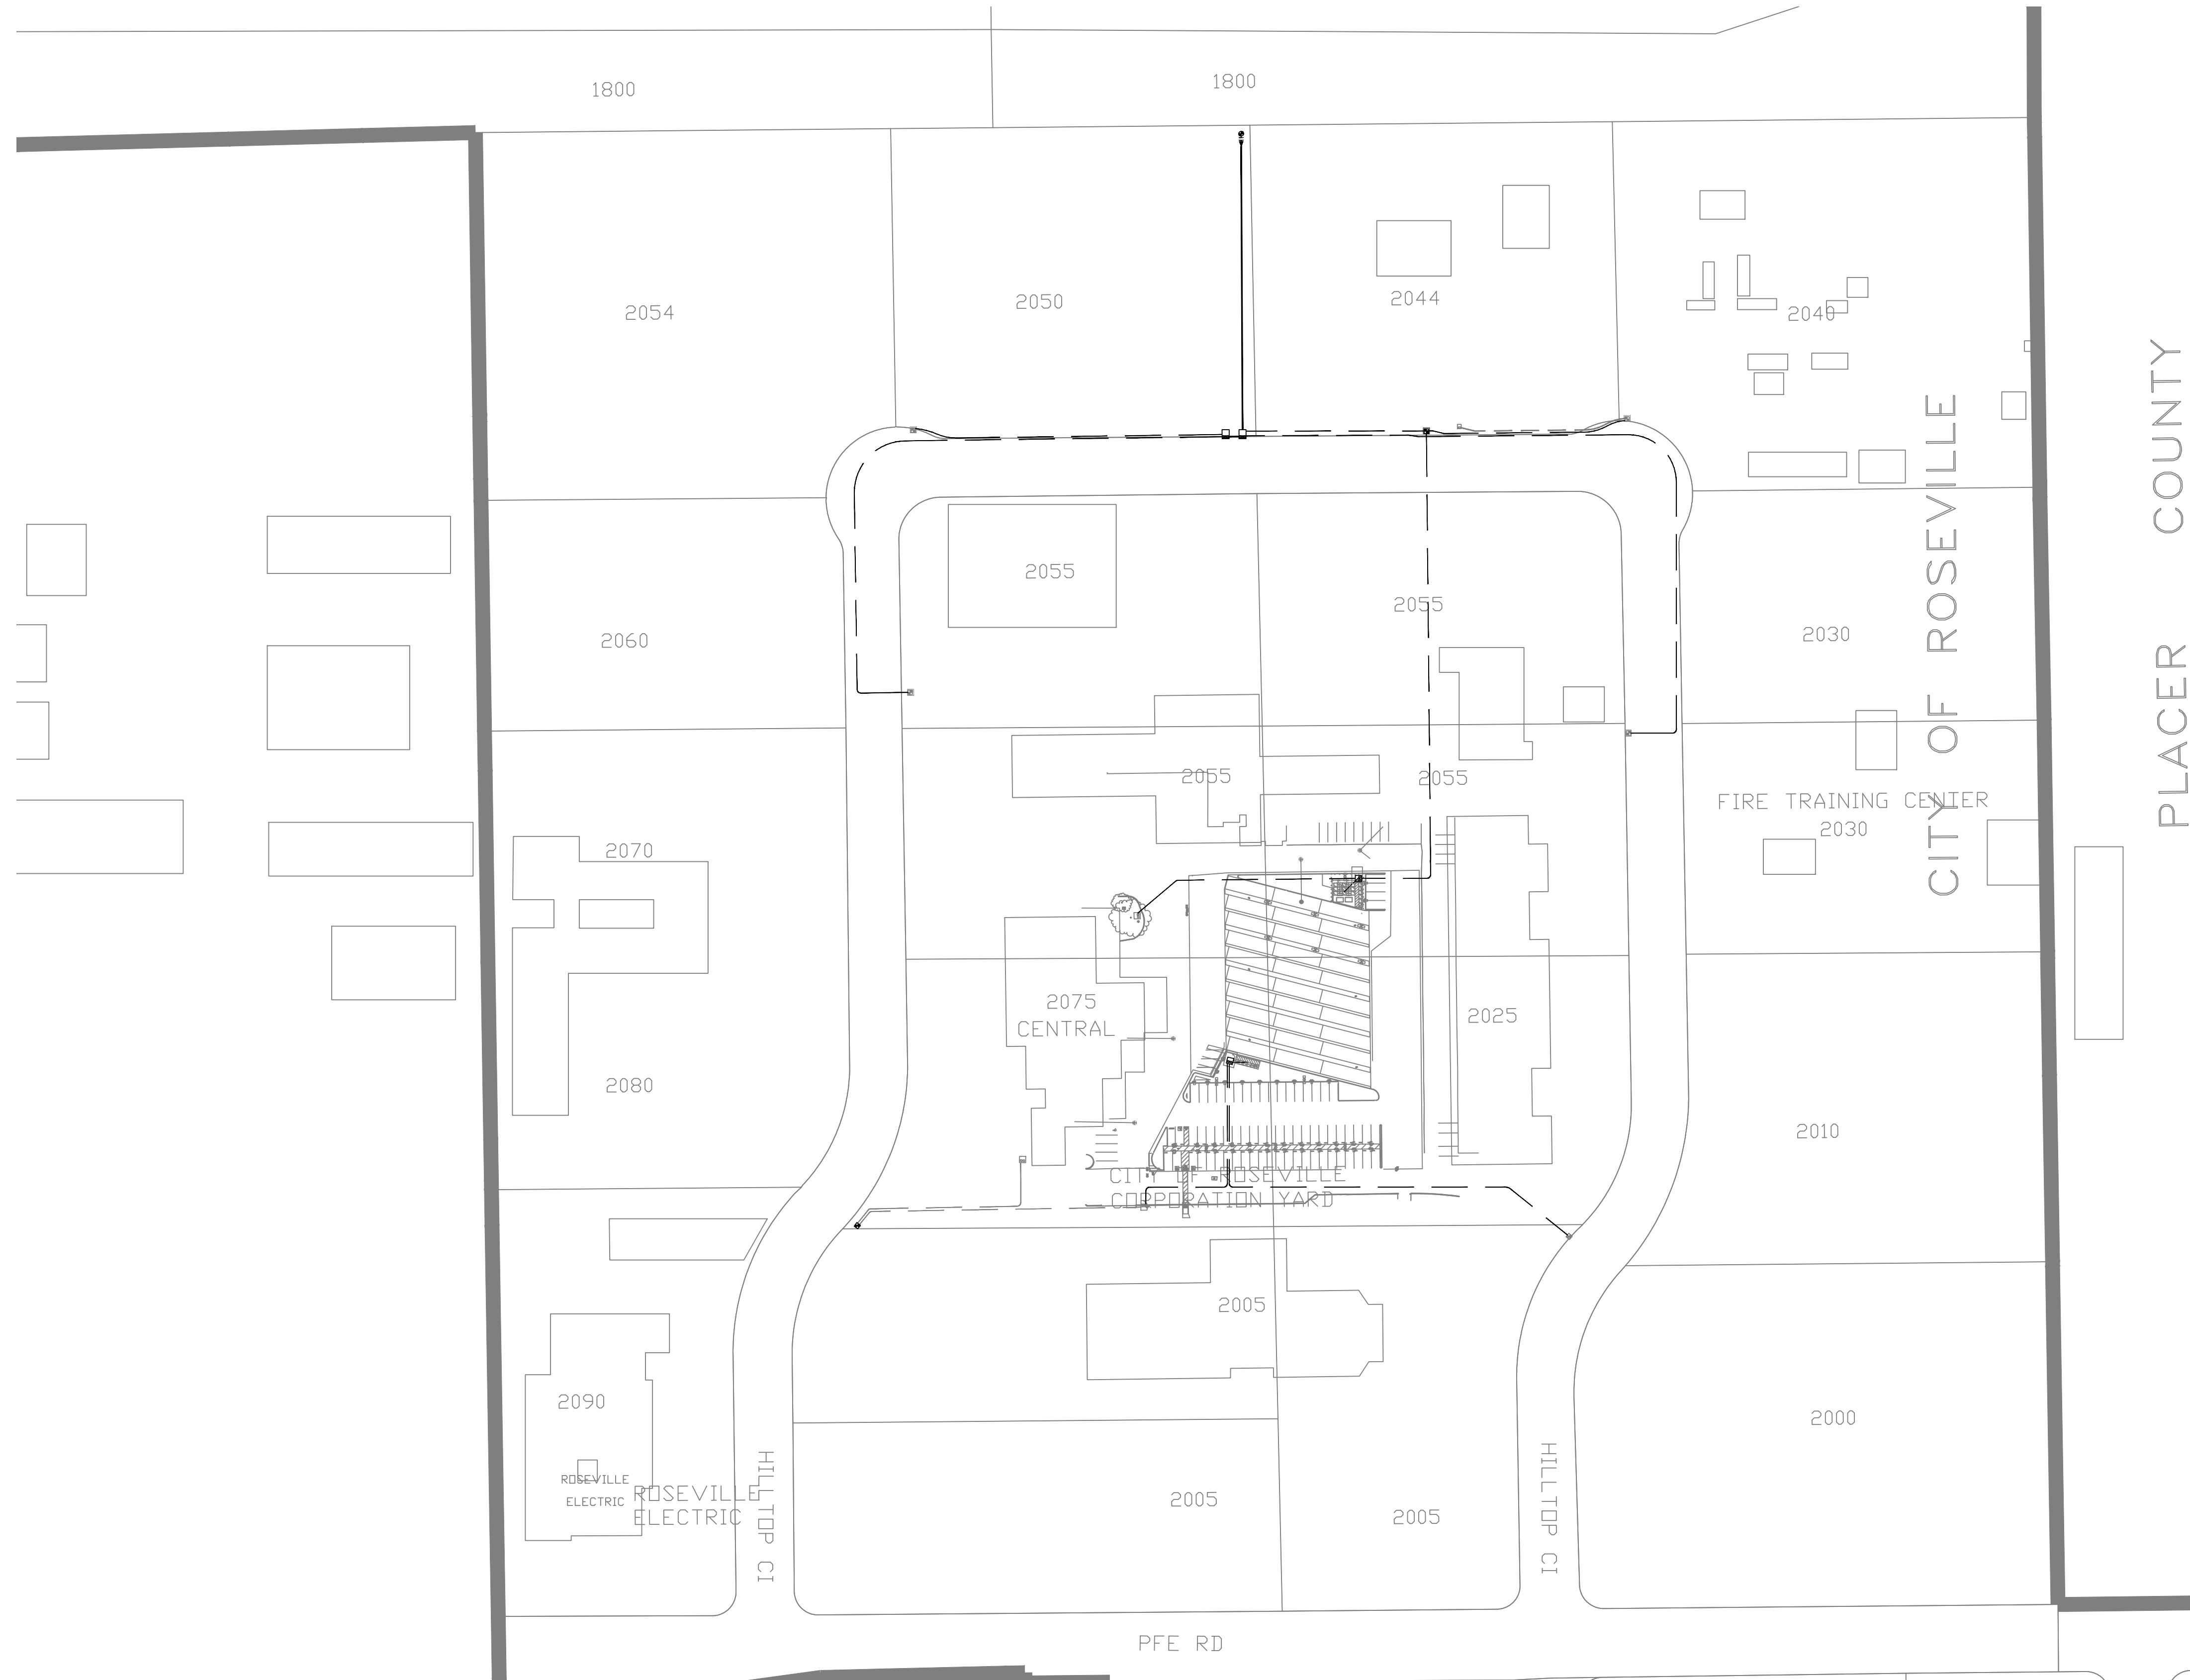 1800
1800
2054
2050
2044
2040
PLACER COUNTY
CITY OF ROSEVILLE
2055
2055
2060
2030
2055
2055
FIRE TRAINING CENTER
2030
2070
2075
CENTRAL
2025
2080
2010
CITY OF ROSEVILLE
CORPORATION YARD
2005
2090
2000
ROSEVILLE
ELECTRIC
ROSEVILLE
ELECTRIC
HILLTOP CI
HILLTOP CI
2005
2005
PFE RD